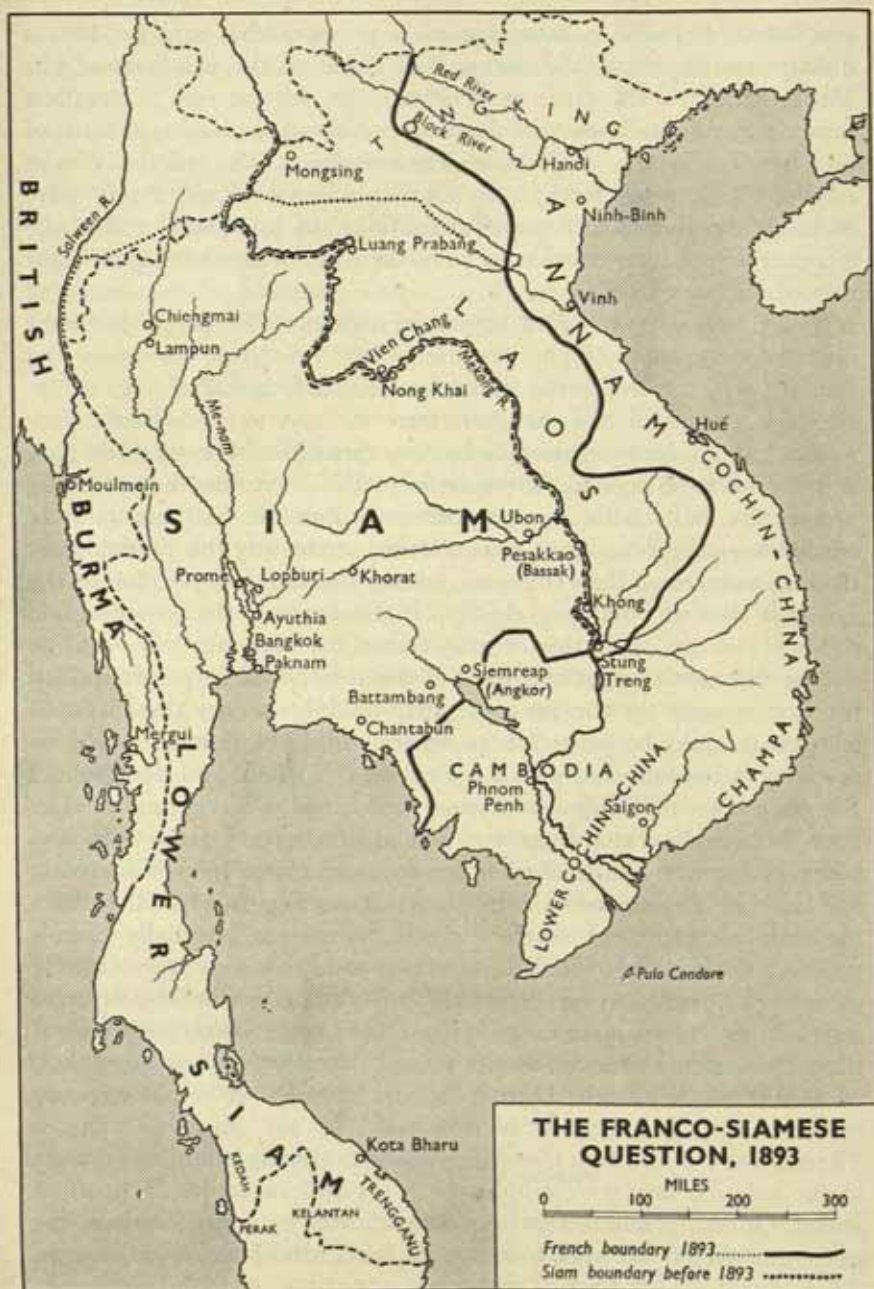 Red River
TONGKING
Black River
Hanoi
Mongsing
Ninh-Binh
BRITISH
Salween R.
Luang Prabang
ANNAM
Vinh
LAOS
Chiengmai
Lampun
Vien Chang
Mekong R.
Nong Khai
Me-nam
Hué
COCHIN-CHINA
Moulmein
BURMA
SIAM
Ubon
Pesakkao
(Bassak)
Prome
Lopburi
Khorat
Ayuthia
Khong
Bangkok
Paknam
Siemreap
(Angkor)
Stung
Treng
Battambang
Chantabun
Mergui
LOWER
CAMBODIA
Phnom
Penh
CHAMPA
Saigon
LOWER COCHIN-CHINA
Pulo Condore
SIAM
Kota Bharu
KEDAH
TRENGGANU
KELANTAN
PERAK
THE FRANCO-SIAMESE
QUESTION, 1893
MILES
0 100 200 300
French boundary 1893
Siam boundary before 1893